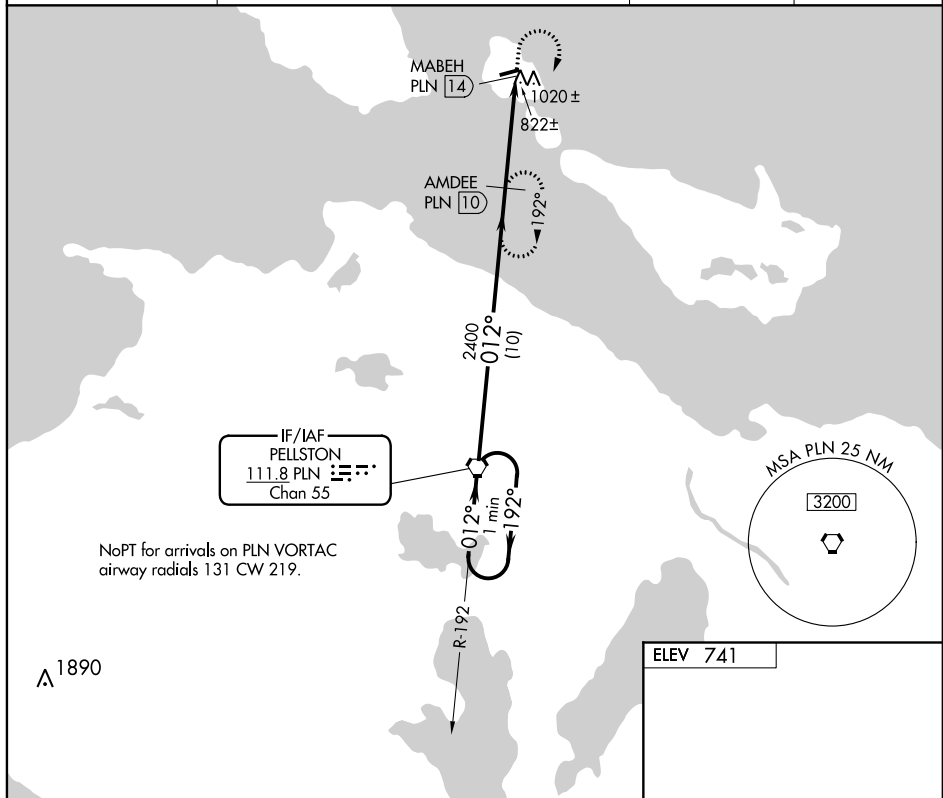 MABEH
PLN 14
1020 ±
822±
AMDEE
PLN 10
192°
2400
012°
(10)
IF/IAF
PELLSTON
111.8 PLN
Chan 55
MSA PLN 25 NM
3200
012°
1 min
192°
NoPT for arrivals on PLN VORTAC
airway radials 131 CW 219.
R-192
1890
ELEV 741